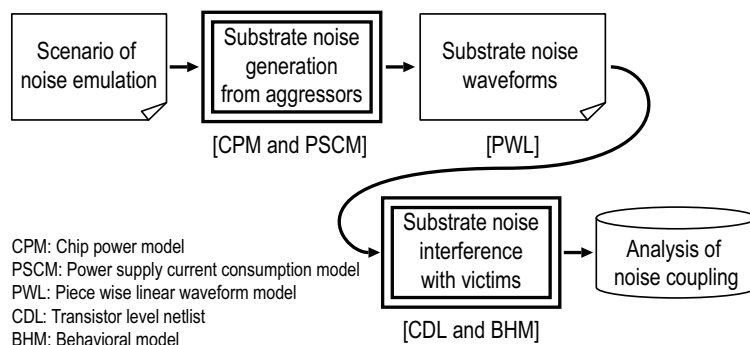 Scenario of
noise emulation
Substrate noise
generation
from aggressors
[CPM and PSCM]
Substrate noise
waveforms
[PWL]
Substrate noise
interference
with victims
[CDL and BHM]
Analysis of
noise coupling
CPM: Chip power model
PSCM: Power supply current consumption model
PWL: Piece wise linear waveform model
CDL: Transistor level netlist
BHM: Behavioral model